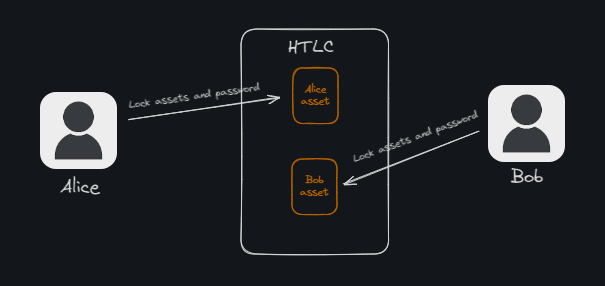 HTLC
Lock assets and password
Alice
asset
Lock assets and password
Bob
asset
Alice
Bob